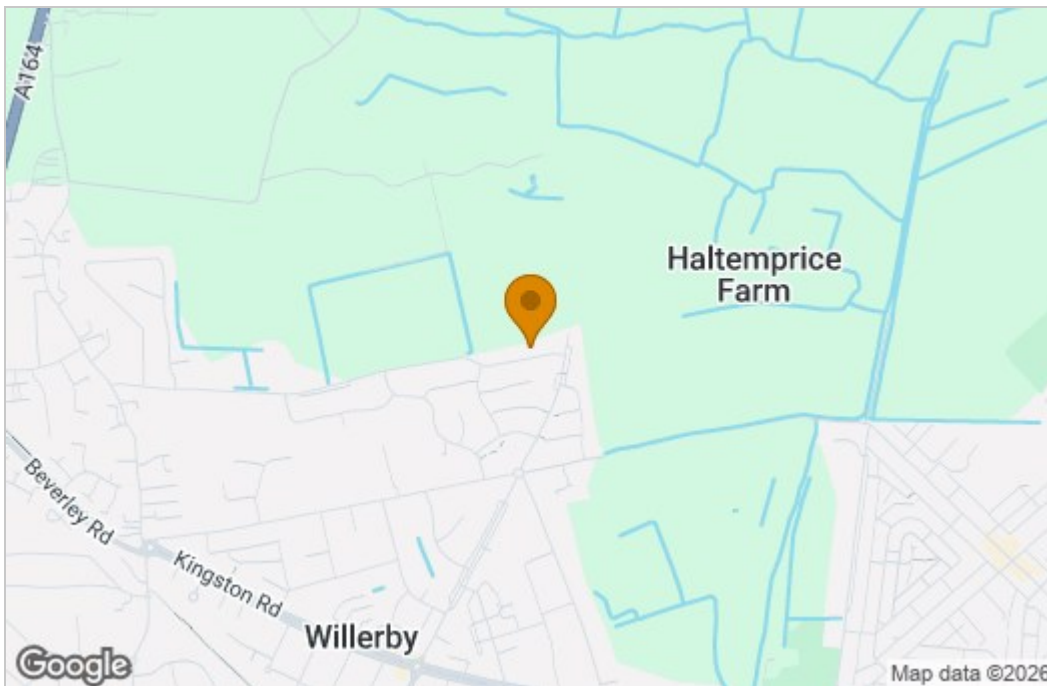 A164
Haltemprice
Farm
Beverley Rd
Kingston Rd
Willerby
Google
Map data ©2026